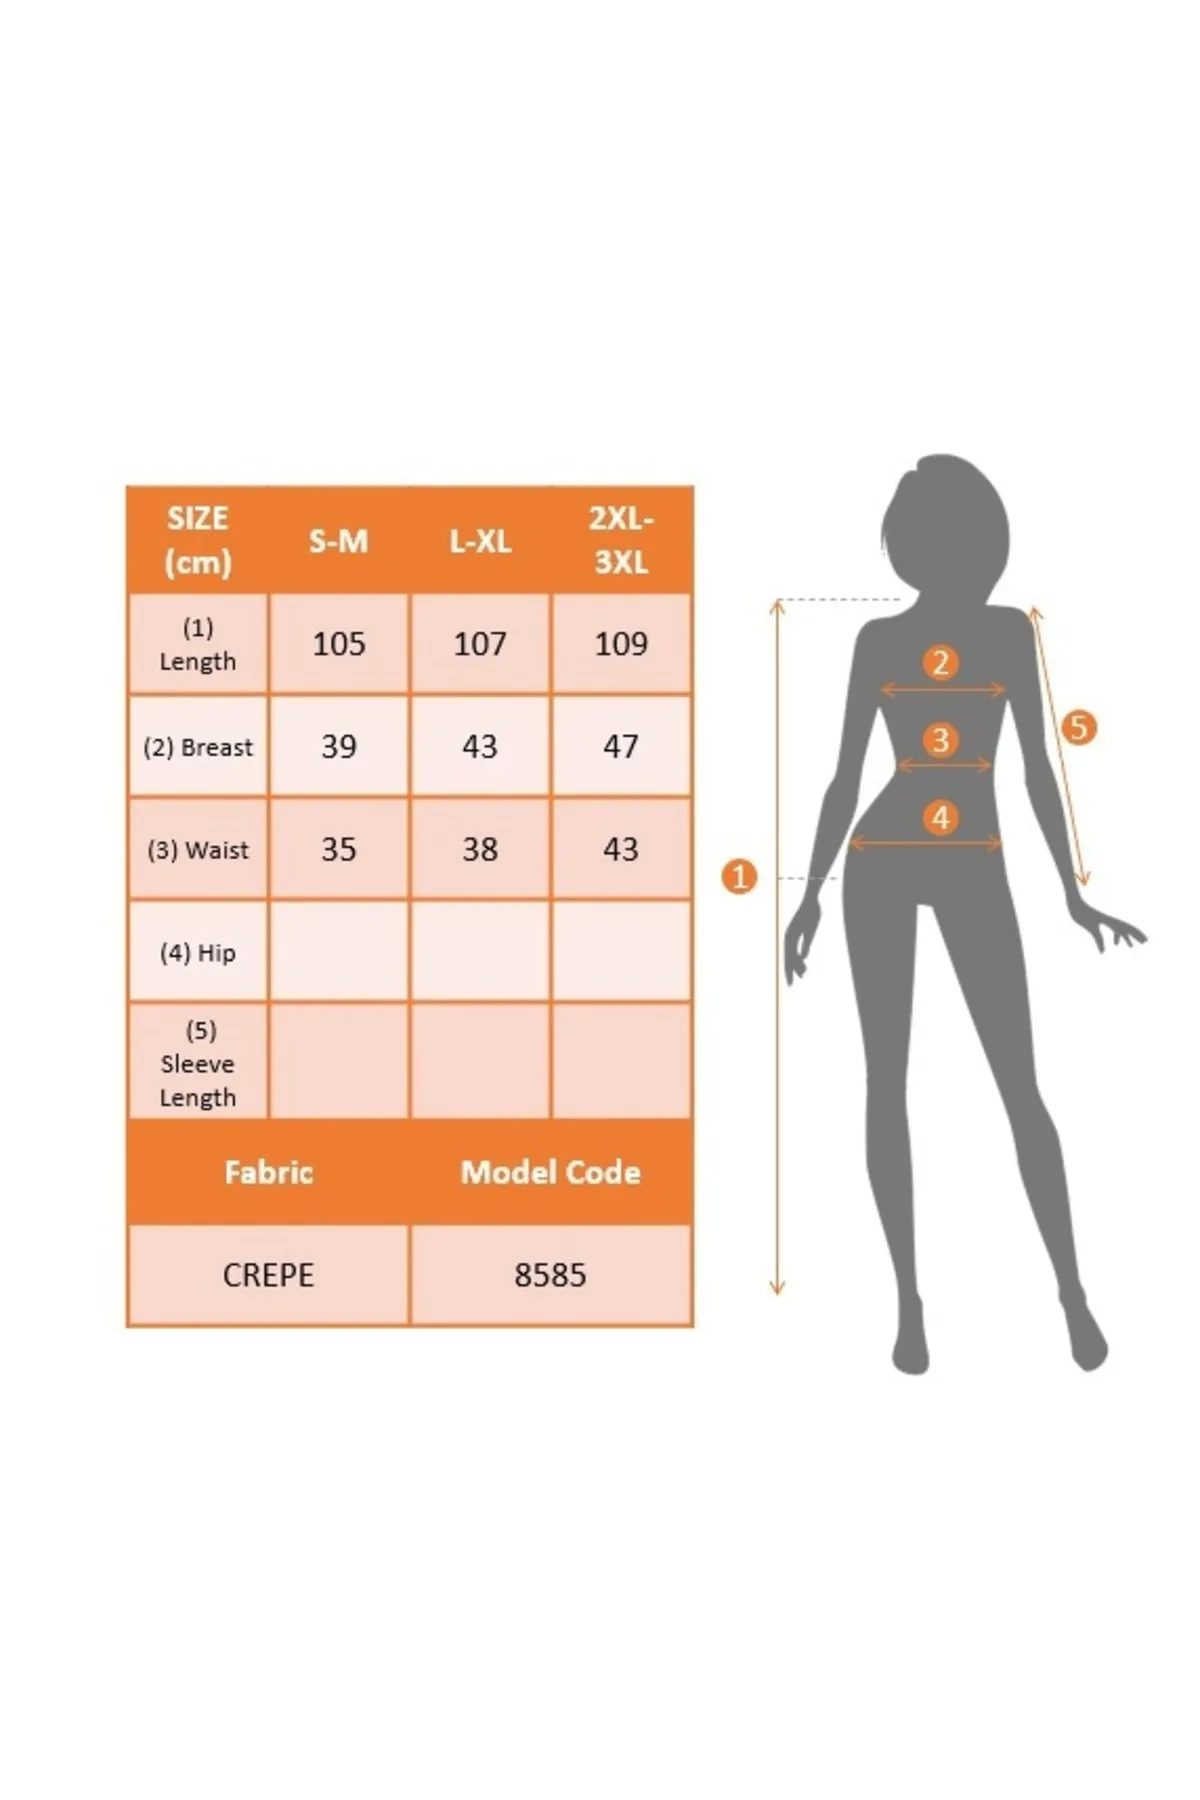 SIZE
(cm)
S-M
L-XL
2XL-
3XL
(1)
Length
105
107
109
(2) Breast
39
43
47
(3) Waist
35
38
43
(4) Hip
(5)
Sleeve
Length
Fabric
Model Code
CREPE
8585
1
2
3
4
5